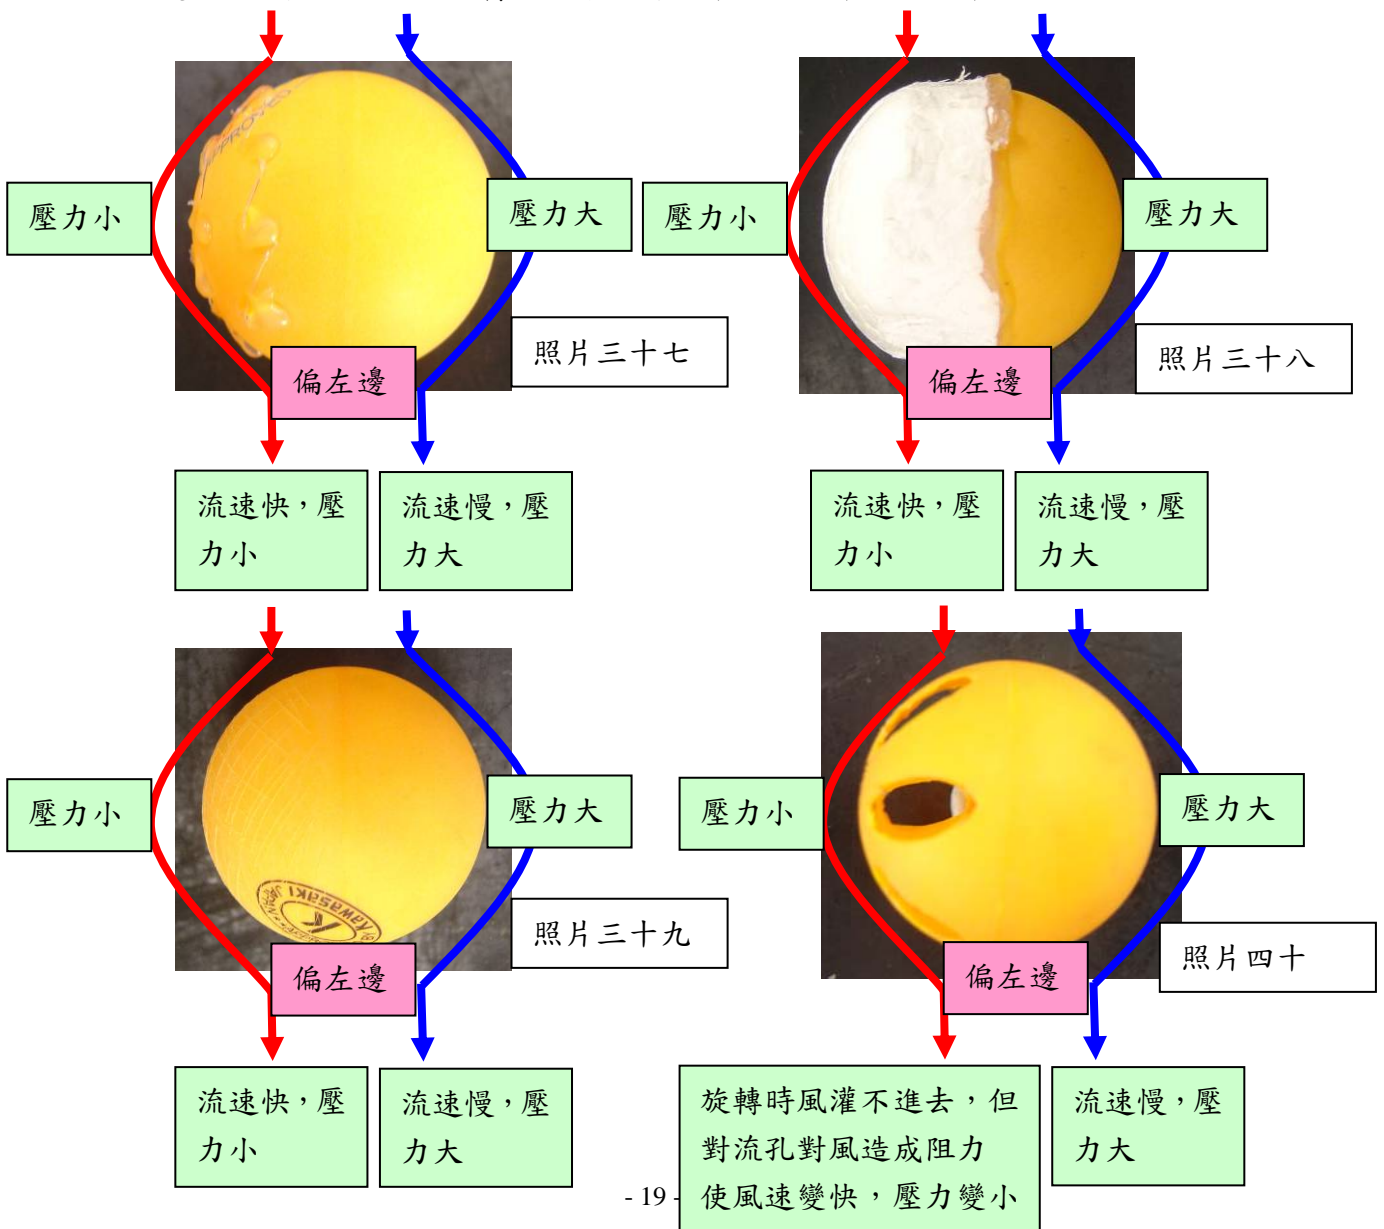 壓力小
壓力大
APPROVED
照片三十七
偏左邊
流速快，壓
力小
流速慢，壓
力大
壓力小
壓力大
照片三十八
偏左邊
流速快，壓
力小
流速慢，壓
力大
壓力小
壓力大
Kawasaki
JAPAN
K
照片三十九
偏左邊
流速快，壓
力小
流速慢，壓
力大
壓力小
壓力大
照片四十
偏左邊
旋轉時風灌不進去，但
對流孔對風造成阻力
使風速變快，壓力變小
流速慢，壓
力大
- 19 -